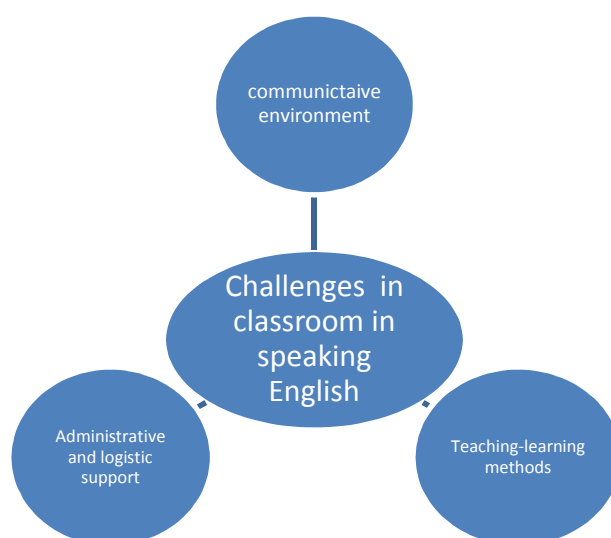 communictaive
environment
Challenges in
classroom in
speaking
English
Administrative
and logistic
support
Teaching-learning
methods